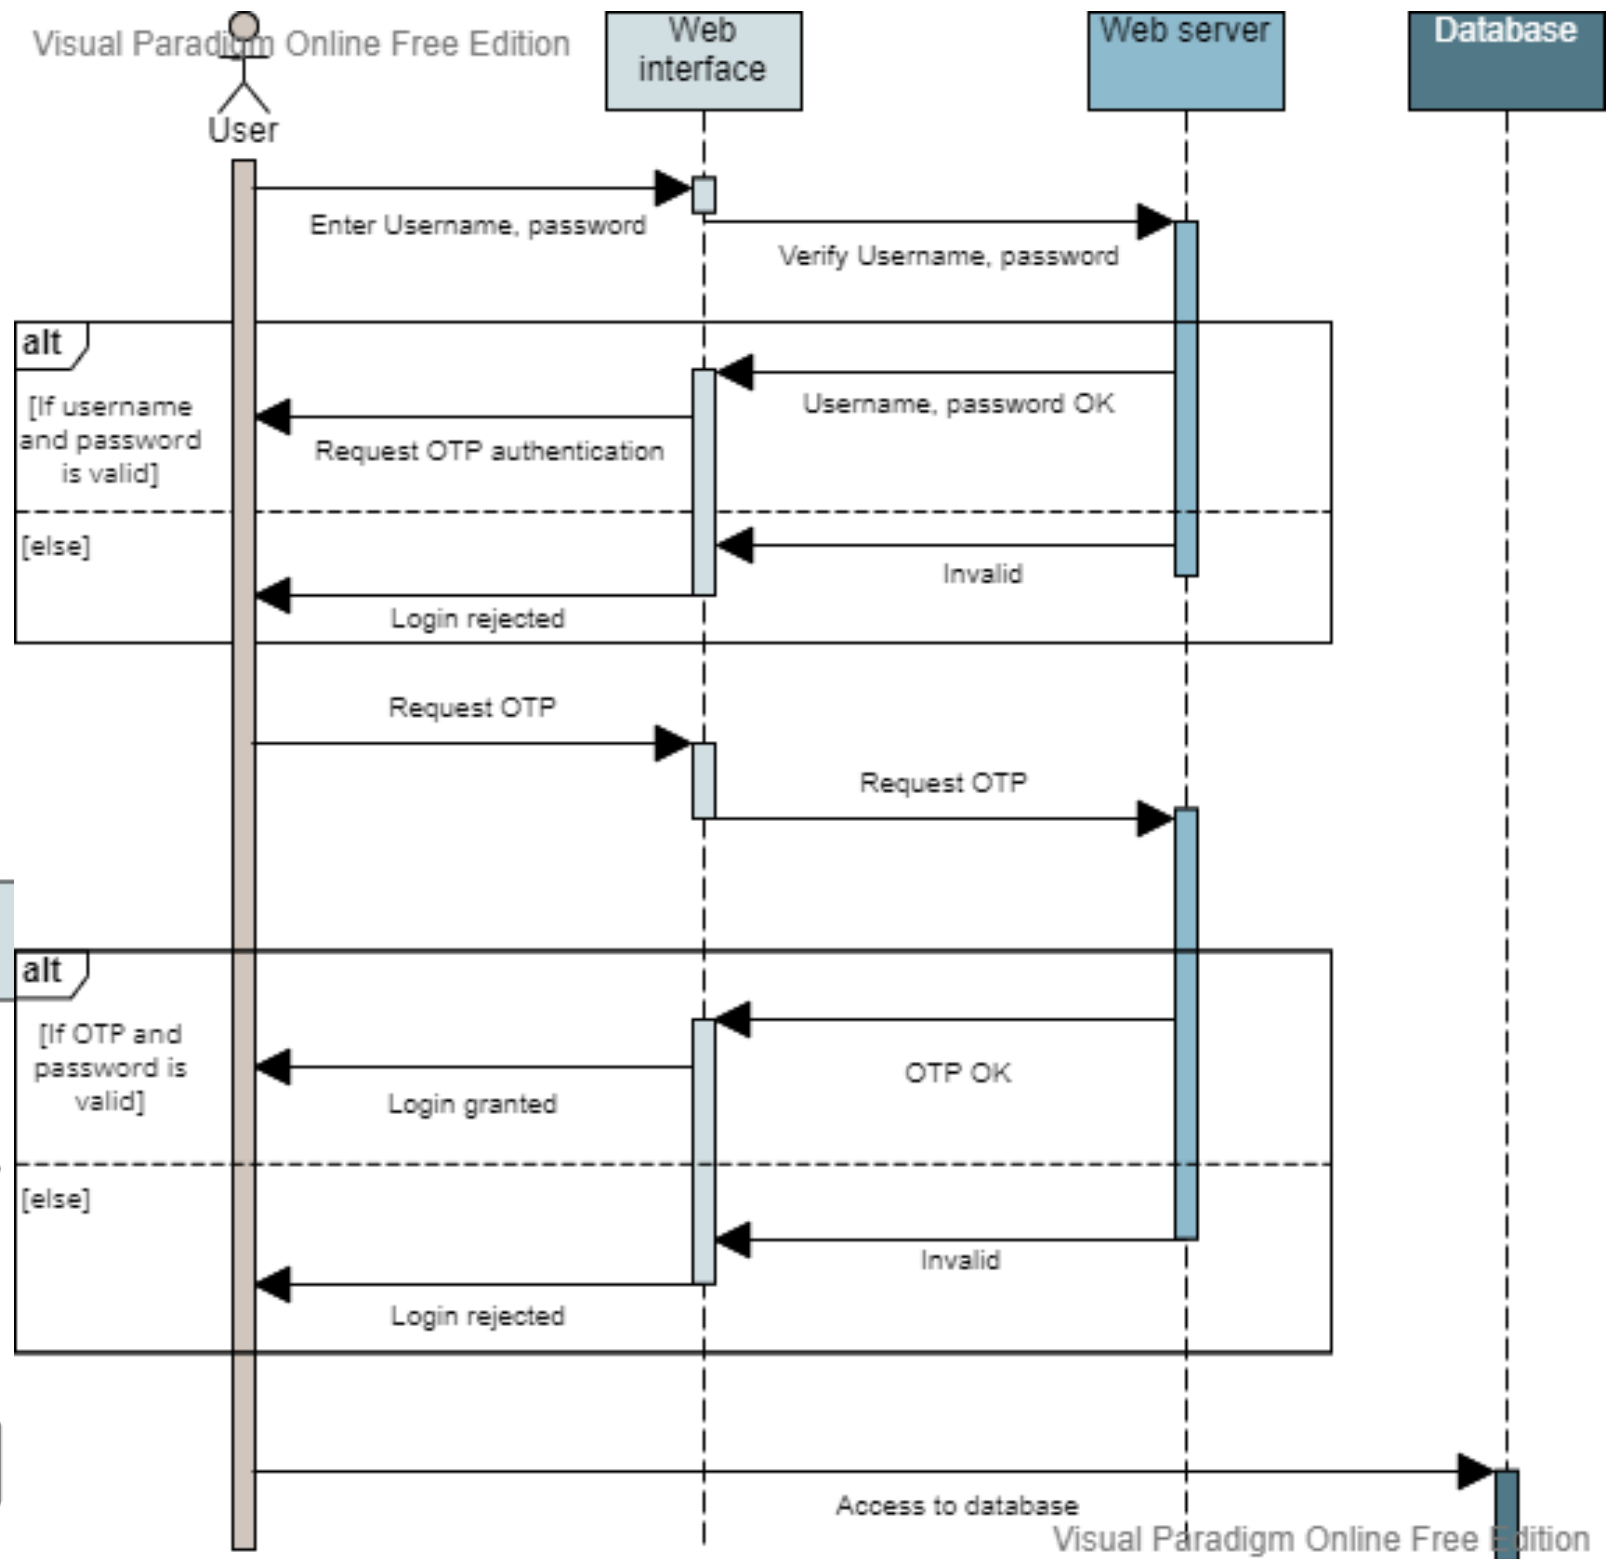 Visual Paradigm Online Free Edition
Web
interface
Web server
Database
User
Enter Username, password
Verify Username, password
alt
[If username
and password
is valid]
Username, password OK
Request OTP authentication
[else]
Invalid
Login rejected
Request OTP
Request OTP
alt
[If OTP and
password is
valid]
OTP OK
Login granted
[else]
Invalid
Login rejected
Access to database
Visual Paradigm Online Free Edition